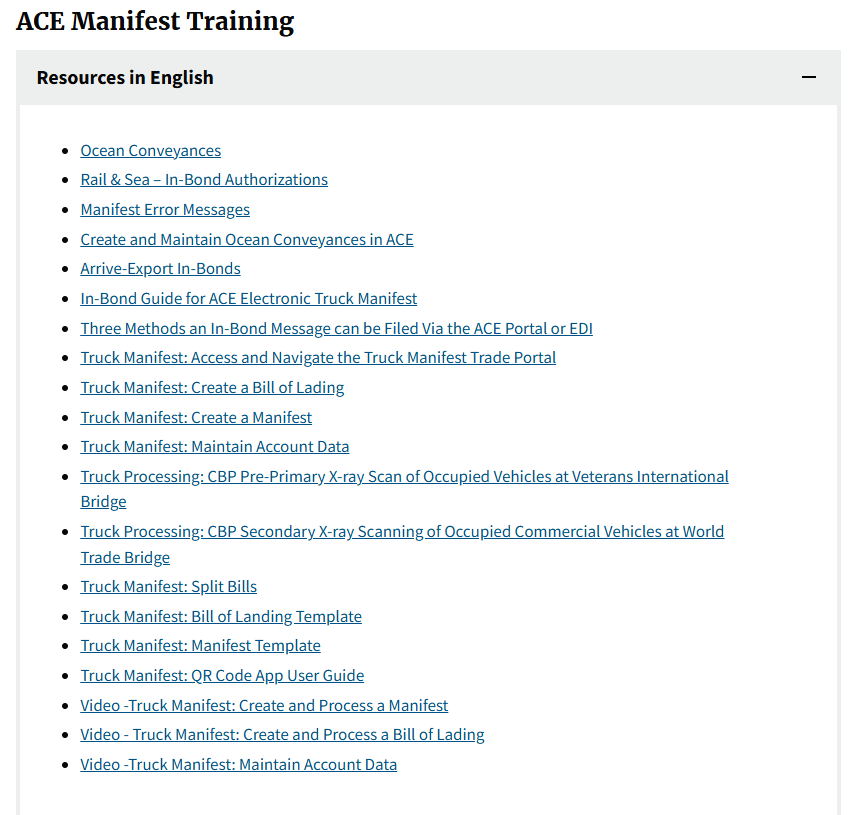 ACE Manifest Training
Resources in English
Ocean Conveyances
Rail & Sea – In-Bond Authorizations
Manifest Error Messages
Create and Maintain Ocean Conveyances in ACE
Arrive-Export In-Bonds
In-Bond Guide for ACE Electronic Truck Manifest
Three Methods an In-Bond Message can be Filed Via the ACE Portal or EDI
Truck Manifest: Access and Navigate the Truck Manifest Trade Portal
Truck Manifest: Create a Bill of Lading
Truck Manifest: Create a Manifest
Truck Manifest: Maintain Account Data
Truck Processing: CBP Pre-Primary X-ray Scan of Occupied Vehicles at Veterans International
Bridge
Truck Processing: CBP Secondary X-ray Scanning of Occupied Commercial Vehicles at World
Trade Bridge
Truck Manifest: Split Bills
Truck Manifest: Bill of Landing Template
Truck Manifest: Manifest Template
Truck Manifest: QR Code App User Guide
Video -Truck Manifest: Create and Process a Manifest
Video - Truck Manifest: Create and Process a Bill of Lading
Video -Truck Manifest: Maintain Account Data